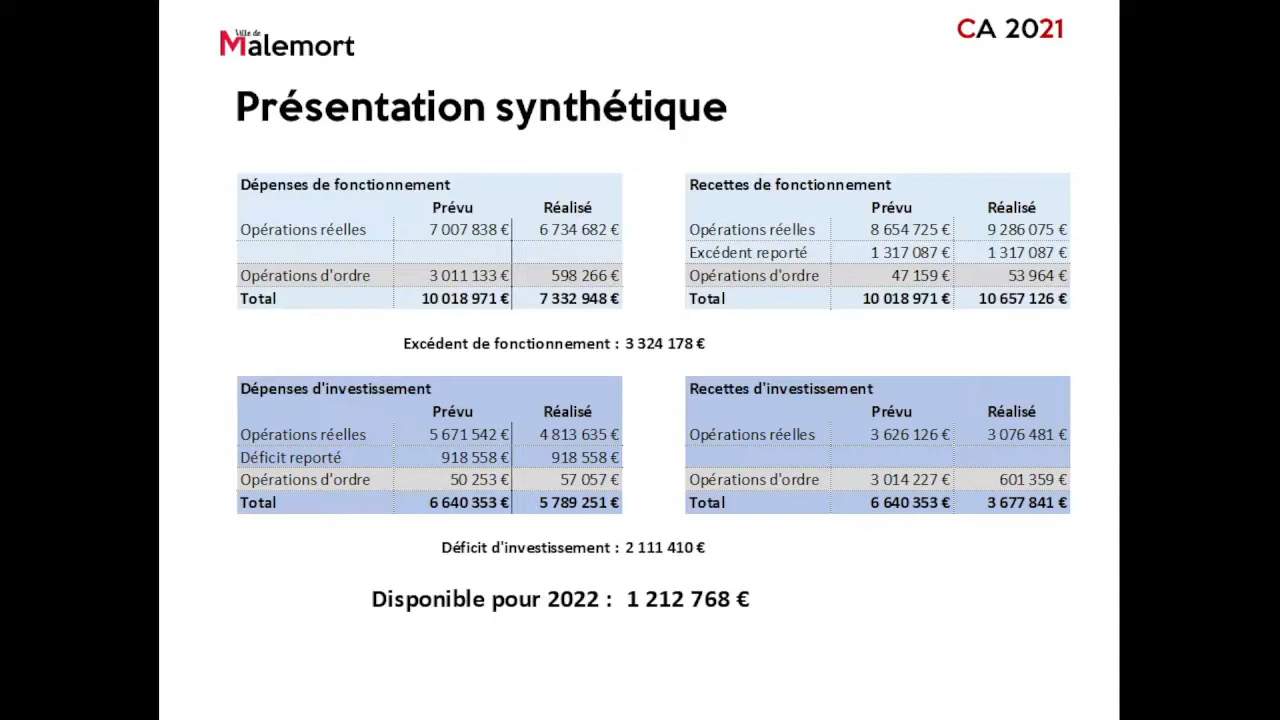 Ville de
Malemort
CA 2021
Présentation synthétique
Dépenses de fonctionnement
Prévu Réalisé
Opérations réelles 7 007 838 € 6 734 682 €
Opérations d'ordre 3 011 133 € 598 266 €
Total 10 018 971 € 7 332 948 €
Recettes de fonctionnement
Prévu Réalisé
Opérations réelles 8 654 725 € 9 286 075 €
Excédent reporté 1 317 087 € 1 317 087 €
Opérations d'ordre 47 159 € 53 964 €
Total 10 018 971 € 10 657 126 €
Excédent de fonctionnement : 3 324 178 €
Dépenses d'investissement
Prévu Réalisé
Opérations réelles 5 671 542 € 4 813 635 €
Déficit reporté 918 558 € 918 558 €
Opérations d'ordre 50 253 € 57 057 €
Total 6 640 353 € 5 789 251 €
Recettes d'investissement
Prévu Réalisé
Opérations réelles 3 626 126 € 3 076 481 €
Opérations d'ordre 3 014 227 € 601 359 €
Total 6 640 353 € 3 677 841 €
Déficit d'investissement : 2 111 410 €
Disponible pour 2022 : 1 212 768 €